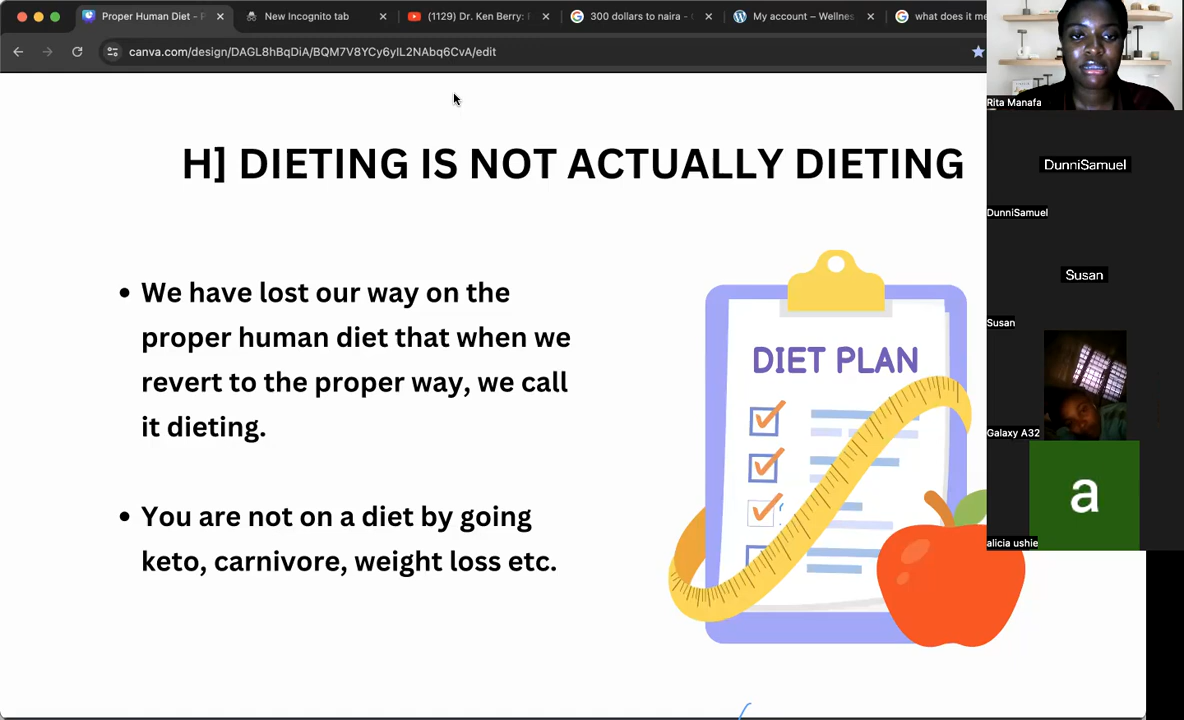 Proper Human Diet - P
New Incognito tab
(1129) Dr. Ken Berry:
300 dollars to naira -
My account – Wellnes
what does it me
canva.com/design/DAGL8hBqDiA/BQM7V8YCy6yIL2NAbq6CvA/edit
H] DIETING IS NOT ACTUALLY DIETING
• We have lost our way on the
proper human diet that when we
revert to the proper way, we call
it dieting.
• You are not on a diet by going
keto, carnivore, weight loss etc.
DIET PLAN
Rita Manafa
DunniSamuel
DunniSamuel
Susan
Susan
Galaxy A32
a
alicia ushie